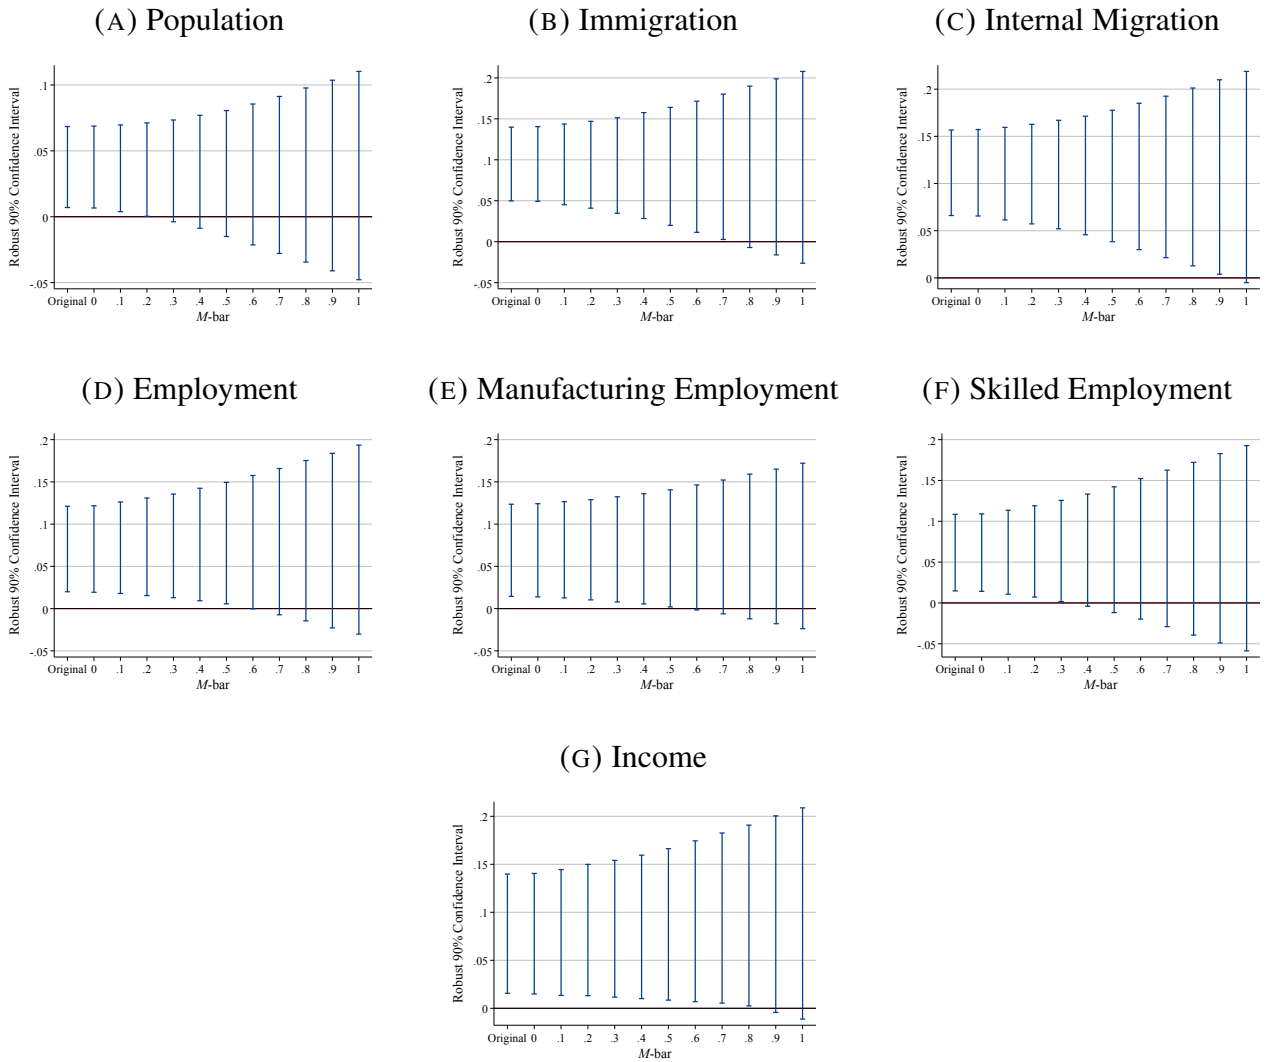 (A) Population
(B) Immigration
(C) Internal Migration
Robust 90% Confidence Interval
.1
.05
0
-.05
Original 0 .1 .2 .3 .4 .5 .6 .7 .8 .9 1
M-bar
Robust 90% Confidence Interval
.2
.15
.1
.05
0
-.05
Original 0 .1 .2 .3 .4 .5 .6 .7 .8 .9 1
M-bar
Robust 90% Confidence Interval
.2
.15
.1
.05
0
Original 0 .1 .2 .3 .4 .5 .6 .7 .8 .9 1
M-bar
(D) Employment
(E) Manufacturing Employment
(F) Skilled Employment
Robust 90% Confidence Interval
.2
.15
.1
.05
0
-.05
Original 0 .1 .2 .3 .4 .5 .6 .7 .8 .9 1
M-bar
Robust 90% Confidence Interval
.2
.15
.1
.05
0
-.05
Original 0 .1 .2 .3 .4 .5 .6 .7 .8 .9 1
M-bar
Robust 90% Confidence Interval
.2
.15
.1
.05
0
-.05
Original 0 .1 .2 .3 .4 .5 .6 .7 .8 .9 1
M-bar
(G) Income
Robust 90% Confidence Interval
.2
.15
.1
.05
0
Original 0 .1 .2 .3 .4 .5 .6 .7 .8 .9 1
M-bar